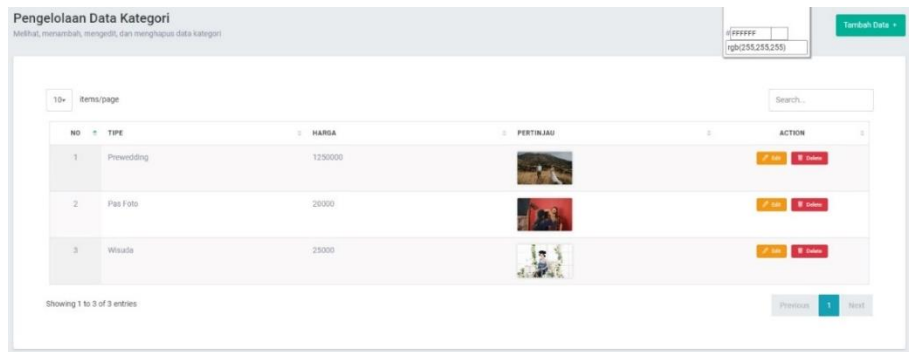 Pengelolaan Data Kategori
Melihat, menambah, mengedit, dan menghapus data kategori
#FFFFFF
rgb(255,255,255)
Tambah Data +
10 items/page
Search...
NO TIPE HARGA PERTINJAU ACTION
1 Prewedding 1250000 Edit Delete
2 Pas Foto 20000 Edit Delete
3 Wisuda 25000 Edit Delete
Showing 1 to 3 of 3 entries
Previous 1 Next